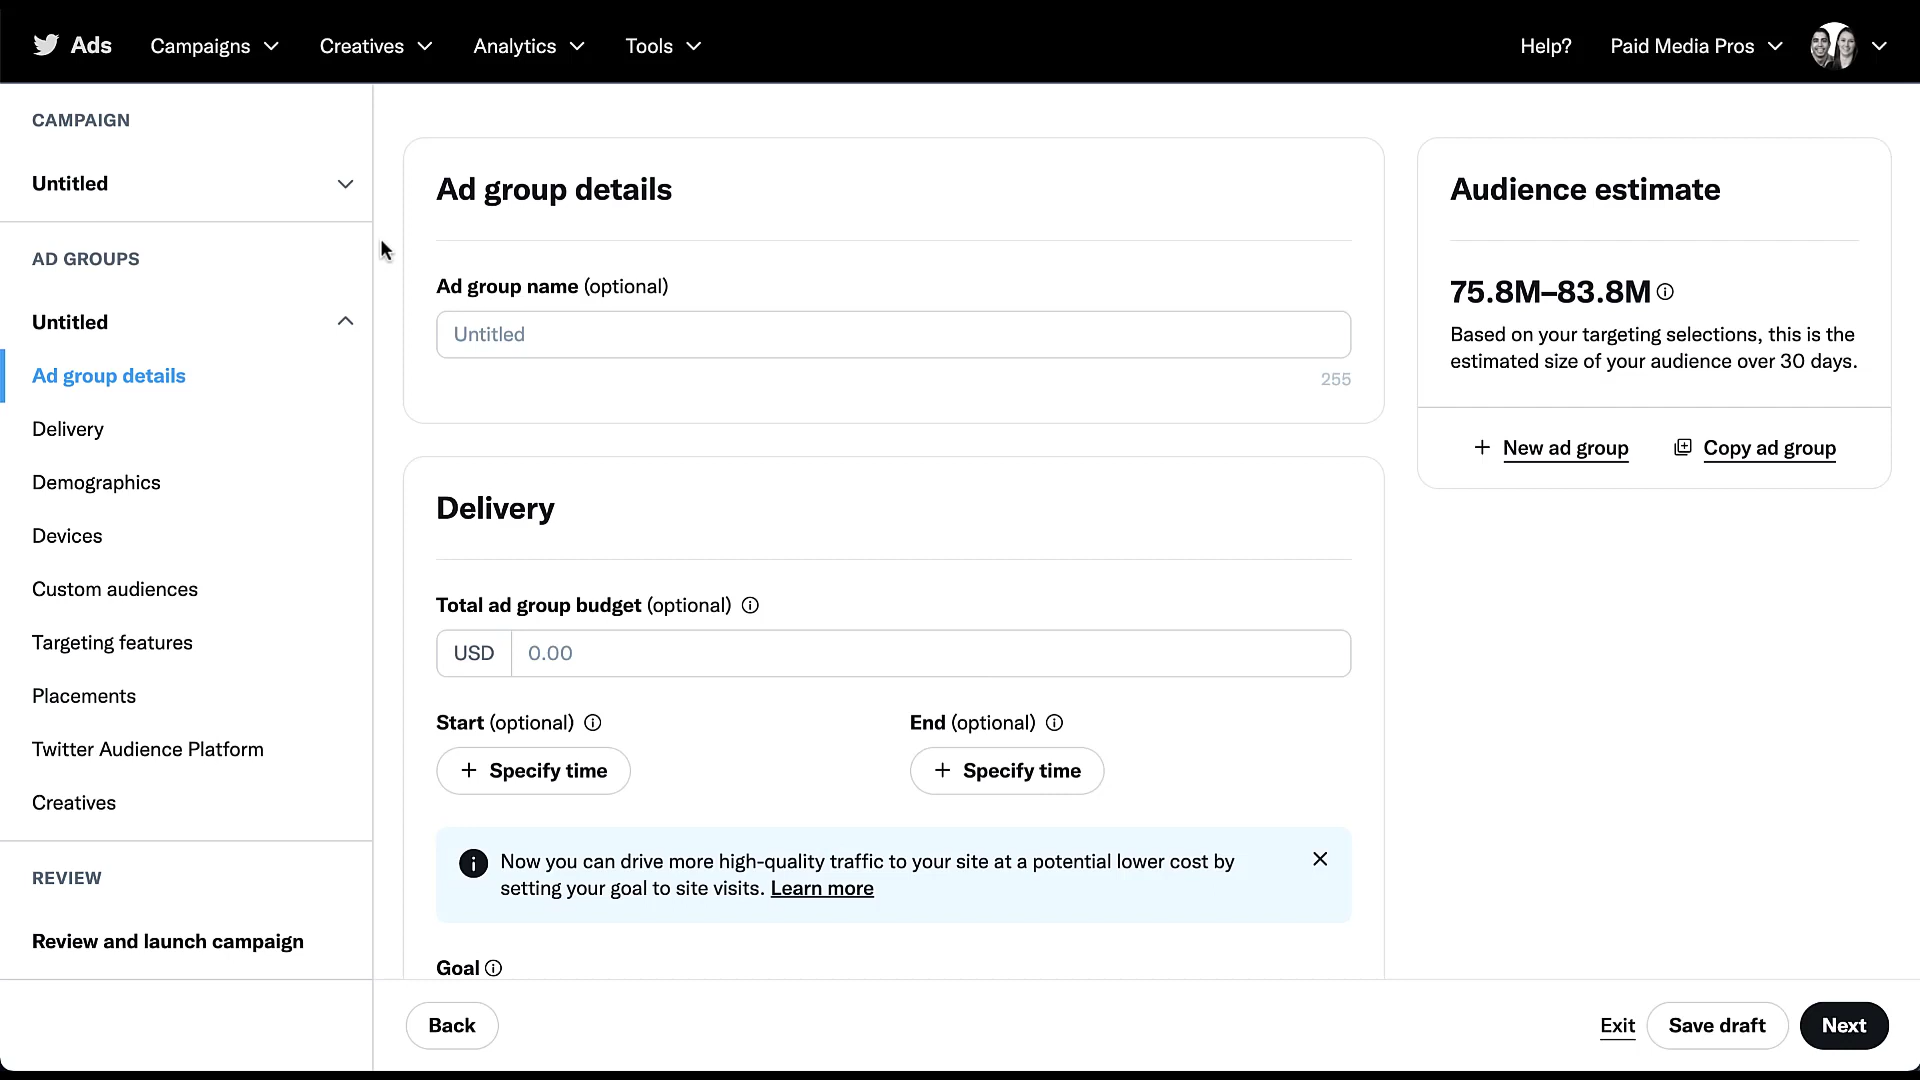 Ads
Campaigns
Creatives
Analytics
Tools
Help?
Paid Media Pros
CAMPAIGN
Untitled
AD GROUPS
Untitled
Ad group details
Delivery
Demographics
Devices
Custom audiences
Targeting features
Placements
Twitter Audience Platform
Creatives
REVIEW
Review and launch campaign
Ad group details
Ad group name (optional)
Untitled
255
Delivery
Total ad group budget (optional)
USD 0.00
Start (optional)
End (optional)
+ Specify time
+ Specify time
Now you can drive more high-quality traffic to your site at a potential lower cost by
setting your goal to site visits. Learn more
Goal
Audience estimate
75.8M–83.8M
Based on your targeting selections, this is the
estimated size of your audience over 30 days.
+ New ad group
Copy ad group
Back
Exit
Save draft
Next